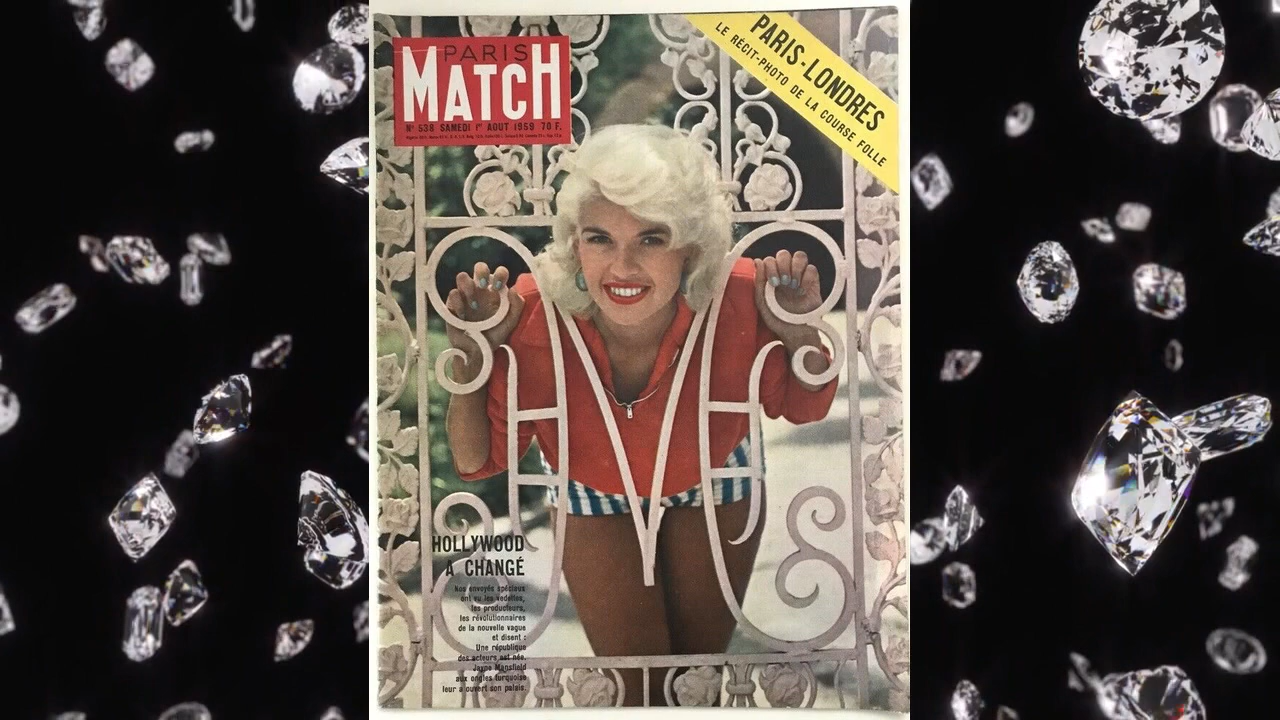 PARIS
MATCH
N° 538 SAMEDI 1er AOUT 1959 70 F.
PARIS-LONDRES
LE RÉCIT-PHOTO DE LA COURSE FOLLE
HOLLYWOOD
A CHANGÉ
Nos envoyés spéciaux
ont vu les vedettes,
les producteurs,
les révolutionnaires
de la nouvelle vague
et disent :
Une république
des acteurs est née.
Jayne Mansfield
aux ongles turquoise
leur a ouvert son palais.